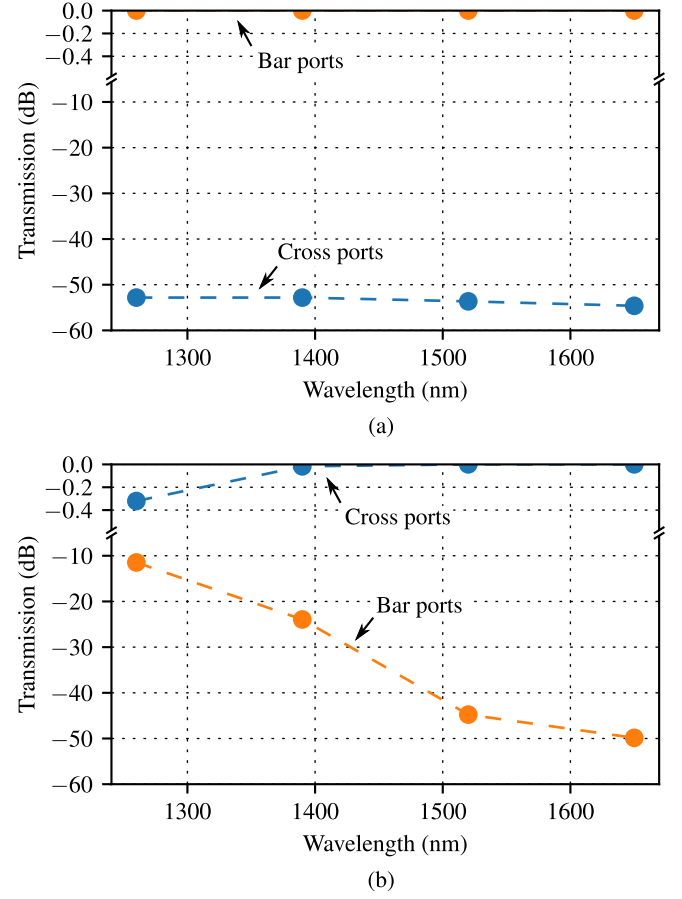 0.0
−0.2
−0.4
−10
−20
−30
−40
−50
−60
Transmission (dB)
Bar ports
Cross ports
1300 1400 1500 1600
Wavelength (nm)
(a)
0.0
−0.2
−0.4
−10
−20
−30
−40
−50
−60
Transmission (dB)
Cross ports
Bar ports
1300 1400 1500 1600
Wavelength (nm)
(b)